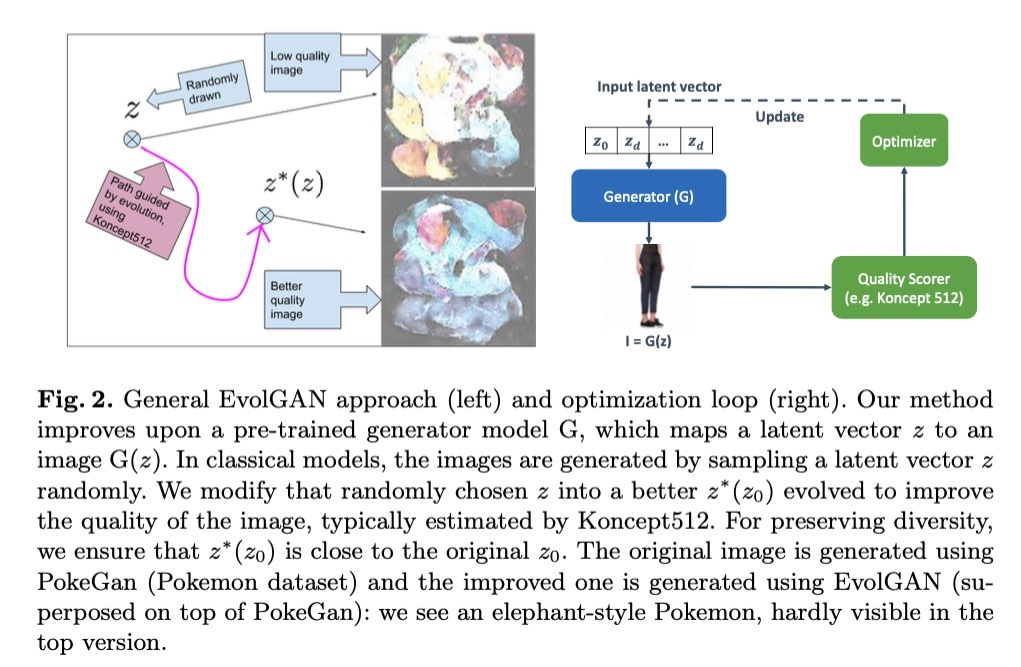 Low quality
image
Randomly
drawn
z
Path guided
by evolution,
using
Koncept512
z*(z)
Better
quality
image
Input latent vector
Update
z₀ z_d ... z_d
Optimizer
Generator (G)
Quality Scorer
(e.g. Koncept 512)
I = G(z)
Fig. 2. General EvolGAN approach (left) and optimization loop (right). Our method
improves upon a pre-trained generator model G, which maps a latent vector z to an
image G(z). In classical models, the images are generated by sampling a latent vector z
randomly. We modify that randomly chosen z into a better z*(z₀) evolved to improve
the quality of the image, typically estimated by Koncept512. For preserving diversity,
we ensure that z*(z₀) is close to the original z₀. The original image is generated using
PokeGan (Pokemon dataset) and the improved one is generated using EvolGAN (su-
perposed on top of PokeGan): we see an elephant-style Pokemon, hardly visible in the
top version.